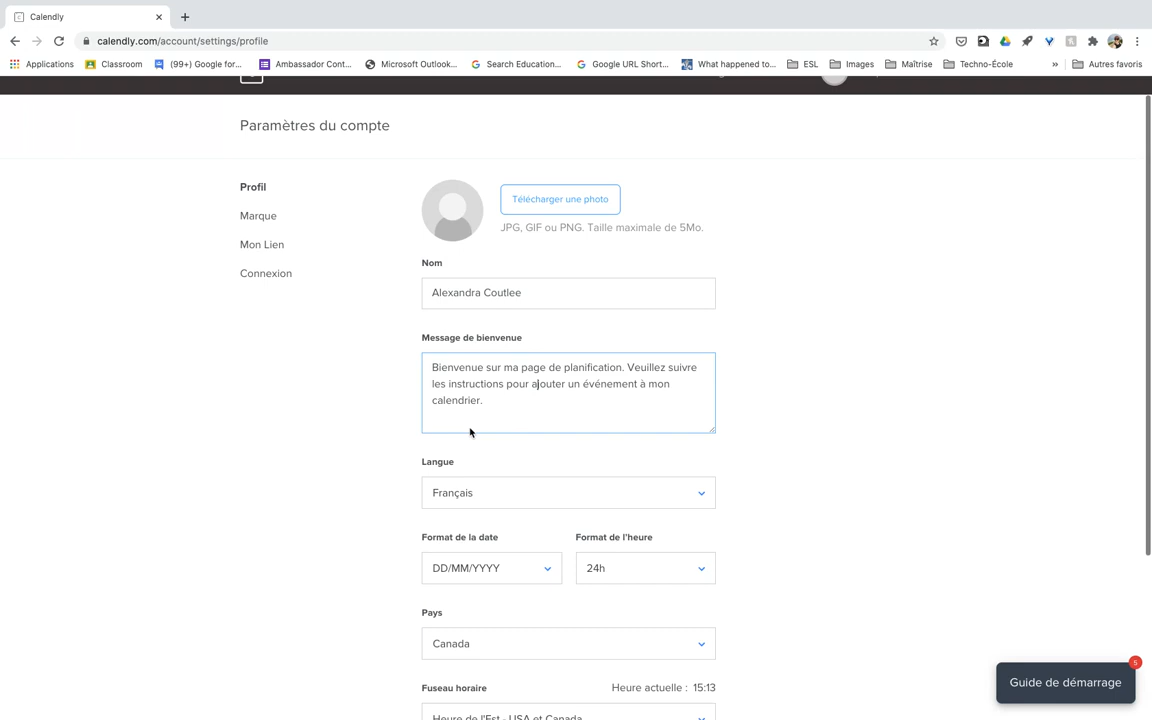 Calendly
calendly.com/account/settings/profile
Applications
Classroom
(99+) Google for...
Ambassador Cont...
Microsoft Outlook...
Search Education...
Google URL Short...
What happened to...
ESL
Images
Maîtrise
Techno-École
»
Autres favoris
Paramètres du compte
Profil
Marque
Mon Lien
Connexion
Télécharger une photo
JPG, GIF ou PNG. Taille maximale de 5Mo.
Nom
Alexandra Coutlee
Message de bienvenue
Bienvenue sur ma page de planification. Veuillez suivre
les instructions pour ajouter un événement à mon
calendrier.
Langue
Français
Format de la date
Format de l'heure
DD/MM/YYYY
24h
Pays
Canada
Fuseau horaire
Heure actuelle : 15:13
Heure de l'Est - USA et Canada
Guide de démarrage
5